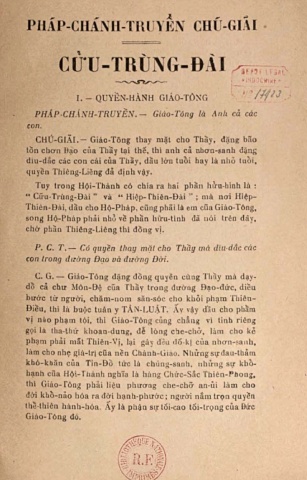 PHÁP-CHÁNH-TRUYỀN CHÚ-GIẢI
CỬU-TRÙNG-ĐÀI
DEPOT LEGAL
INDOCHINE
Nº 17123
I. — QUYỀN-HÀNH GIÁO-TÔNG
PHÁP-CHÁNH-TRUYỀN. — Giáo-Tông là Anh cả các
con.
CHÚ-GIẢI. — Giáo-Tông thay mặt cho Thầy, đặng bảo
tồn chơn Đạo của Thầy tại thế, thì anh cả nhơn-sanh đặng
dìu-dắc các con cái của Thầy, dầu lớn tuổi hay là nhỏ tuổi,
quyền Thiêng-Liêng đã định vậy.
Tuy trong Hội-Thánh có chia ra hai phần hữu-hình là :
" Cửu-Trùng-Đài " và " Hiệp-Thiên-Đài " ; mà nơi Hiệp-
Thiên-Đài, dầu cho Hộ-Pháp, cũng phải là em của Giáo-Tông,
song Hộ-Pháp phải nhỏ về phần hữu-tình đã nói trên đây,
chớ phần Thiêng-Liêng thì đồng vị.
P. C. T. — Có quyền thay mặt cho Thầy mà dìu-dắc các
con trong đường Đạo và đường Đời.
C. G. — Giáo-Tông đặng đồng quyền cùng Thầy mà dạy-
dỗ cả chư Môn-Đệ của Thầy trong đường Đạo-đức, dìu
bước từ người, chăm-nom săn-sóc cho khỏi phạm Thiên-
Điều, thì là buộc tuân y TÂN-LUẬT. Ấy vậy đầu cho phẩm
vị nào phạm tội, thì Giáo-Tông cũng chẳng vì tình riêng
gọi là tha-thứ khoan-dung, để lòng che-chở, làm cho kẻ
phạm phải mất Thiên-Vị, lại gây đều đố-kị của nhơn-sanh,
làm cho nhẹ giá-trị của nền Chánh-Giáo. Những sự đau-thảm
khó-khăn của Tín-Đồ tức là chúng-sanh, những sự khổ-
hạnh của Hội-Thánh nghĩa là hàng Chức-Sắc Thiên-Phong,
thì Giáo-Tông phải liệu phương che-chở an-ủi làm cho
đời khổ-não hóa ra đời hạnh-phước ; người nắm trọn quyền
thế-thiên hành-hóa. Ấy là phận sự tối-cao tối-trọng của Đức
Giáo-Tông đó.
BIBLIOTHEQUE NATIONALE
R.F.